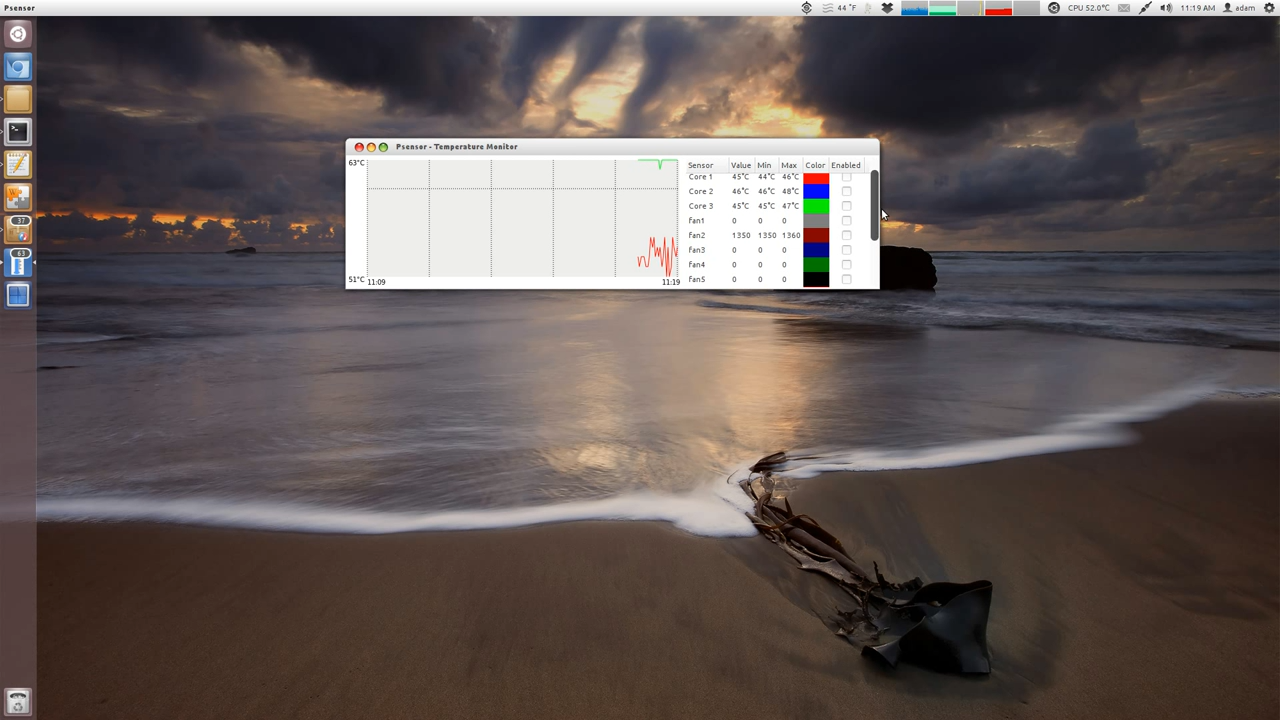 Psensor
44 °F
CPU 52.0°C
11:19 AM
adam
37
63
Psensor - Temperature Monitor
63°C
51°C
11:09
11:19
Sensor Value Min Max Color Enabled
Core 1 45°C 44°C 46°C
Core 2 46°C 46°C 48°C
Core 3 45°C 45°C 47°C
fan1 0 0 0
fan2 1350 1350 1360
fan3 0 0 0
fan4 0 0 0
fan5 0 0 0